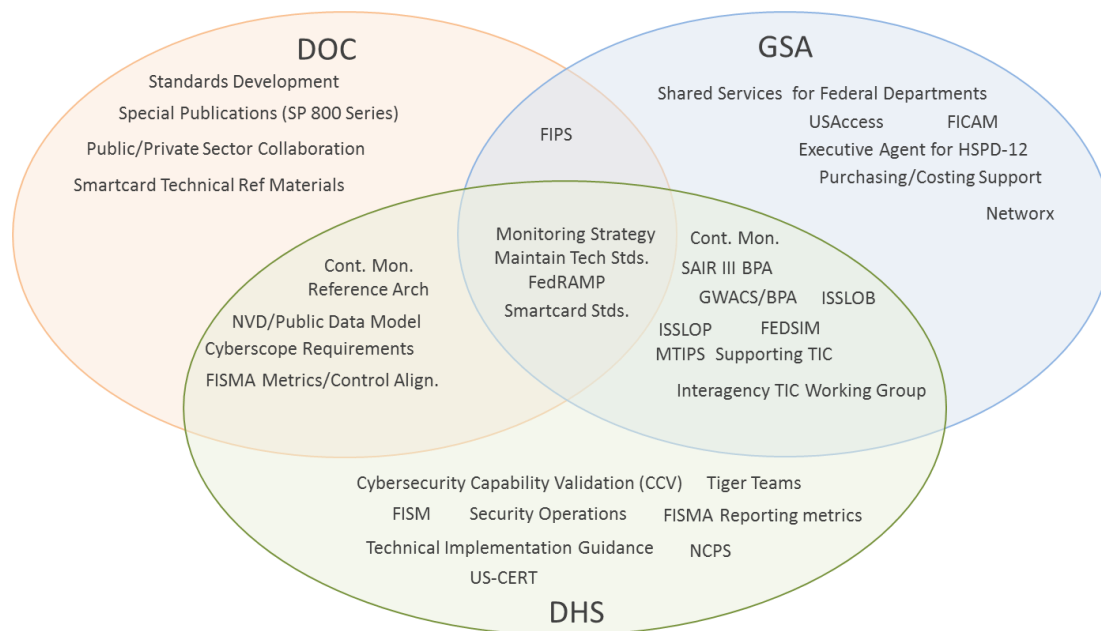 DOC
Standards Development
Special Publications (SP 800 Series)
Public/Private Sector Collaboration
Smartcard Technical Ref Materials
GSA
Shared Services for Federal Departments
USAccess FICAM
Executive Agent for HSPD-12
Purchasing/Costing Support
Networx
FIPS
Monitoring Strategy
Maintain Tech Stds.
FedRAMP
Smartcard Stds.
Cont. Mon.
Reference Arch
NVD/Public Data Model
Cyberscope Requirements
FISMA Metrics/Control Align.
Cont. Mon.
SAIR III BPA
GWACS/BPA ISSLOB
ISSLOP FEDSIM
MTIPS Supporting TIC
Interagency TIC Working Group
Cybersecurity Capability Validation (CCV) Tiger Teams
FISM Security Operations FISMA Reporting metrics
Technical Implementation Guidance NCPS
US-CERT
DHS